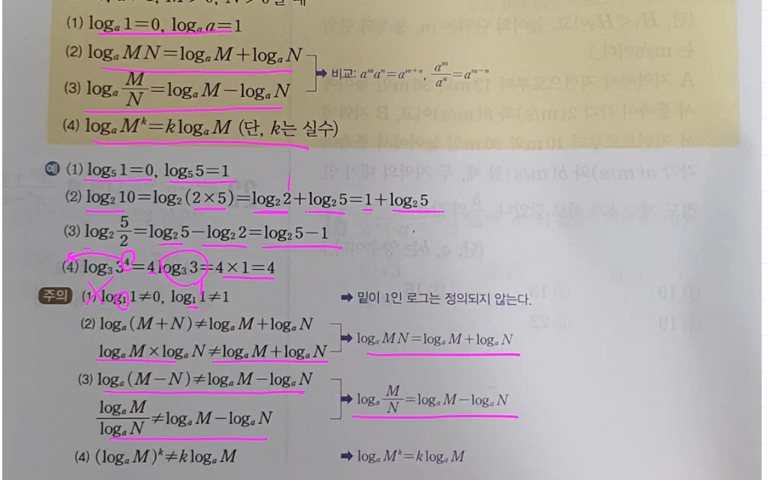 (1) logₐ1=0, logₐa=1
(2) logₐMN=logₐM+logₐN
➡ 비교: aᵐaⁿ=aᵐ⁺ⁿ, aᵐ/aⁿ=aᵐ⁻ⁿ
(3) logₐ M/N=logₐM−logₐN
(4) logₐMᵏ=klogₐM (단, k는 실수)
예 (1) log₅1=0, log₅5=1
(2) log₂10=log₂(2×5)=log₂2+log₂5=1+log₂5
(3) log₂ 5/2=log₂5−log₂2=log₂5−1
(4) log₃3⁴=4log₃3=4×1=4
주의 (1) log₁1≠0, log₁1≠1 ➡ 밑이 1인 로그는 정의되지 않는다.
(2) logₐ(M+N)≠logₐM+logₐN
logₐM×logₐN≠logₐM+logₐN
➡ logₐMN=logₐM+logₐN
(3) logₐ(M−N)≠logₐM−logₐN
logₐM/logₐN≠logₐM−logₐN
➡ logₐ M/N=logₐM−logₐN
(4) (logₐM)ᵏ≠klogₐM ➡ logₐMᵏ=klogₐM